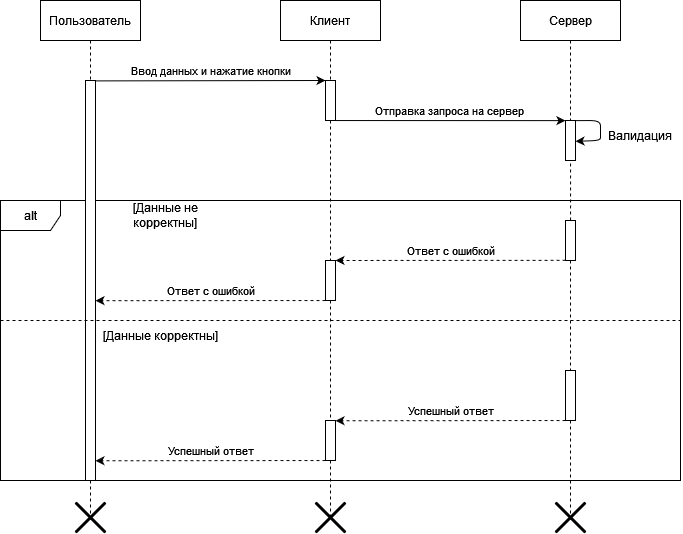 Пользователь
Клиент
Сервер
Ввод данных и нажатие кнопки
Отправка запроса на сервер
Валидация
alt
[Данные не
корректны]
Ответ с ошибкой
Ответ с ошибкой
[Данные корректны]
Успешный ответ
Успешный ответ